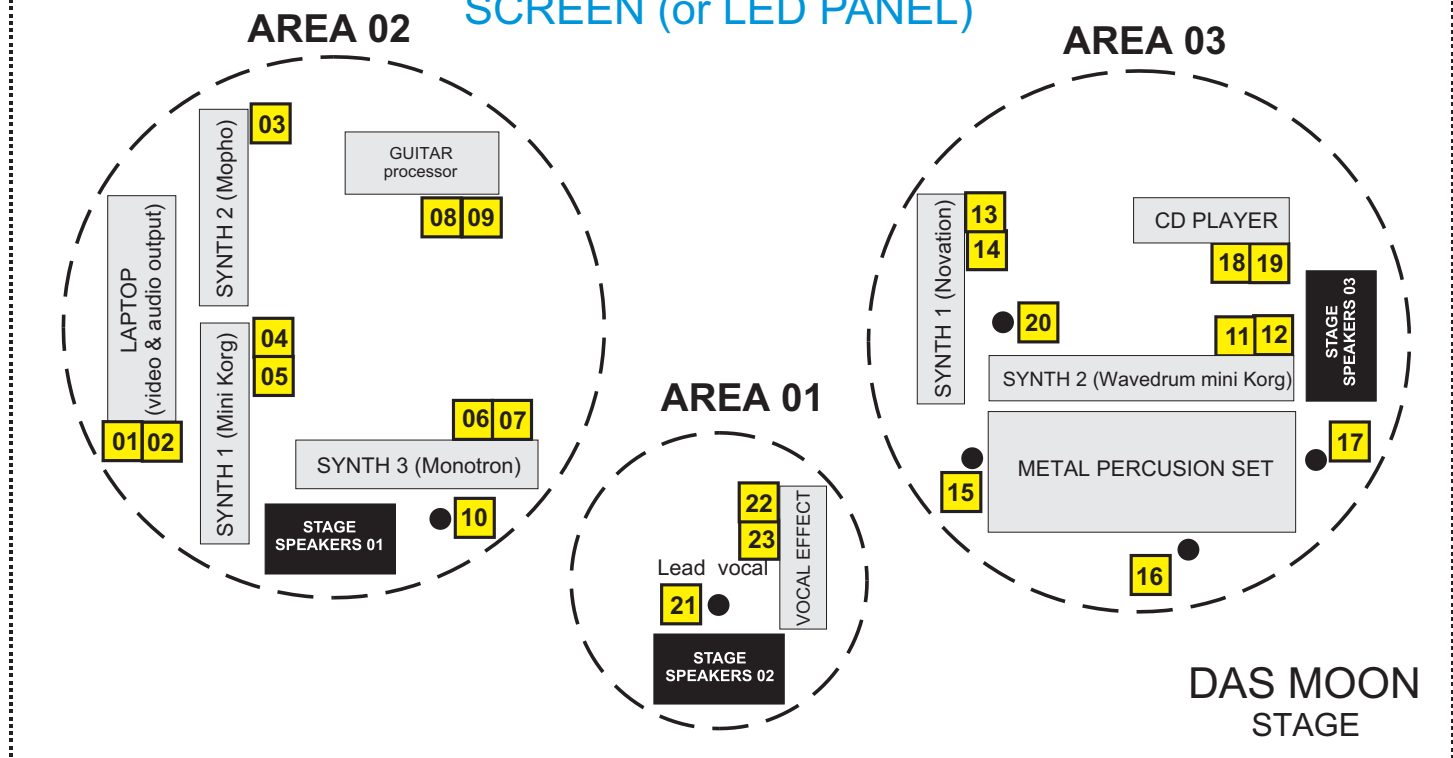 SCREEN (or LED PANEL)
AREA 02
03
SYNTH 2 (Mopho)
GUITAR
processor
08 09
LAPTOP
(video & audio output)
01 02
04
05
SYNTH 1 (Mini Korg)
06 07
SYNTH 3 (Monotron)
10
STAGE
SPEAKERS 01
AREA 01
22
23
VOCAL EFFECT
Lead vocal
21
STAGE
SPEAKERS 02
AREA 03
SYNTH 1 (Novation)
13
14
CD PLAYER
18 19
20
11 12
STAGE
SPEAKERS 03
SYNTH 2 (Wavedrum mini Korg)
METAL PERCUSION SET
17
15
16
DAS MOON
STAGE